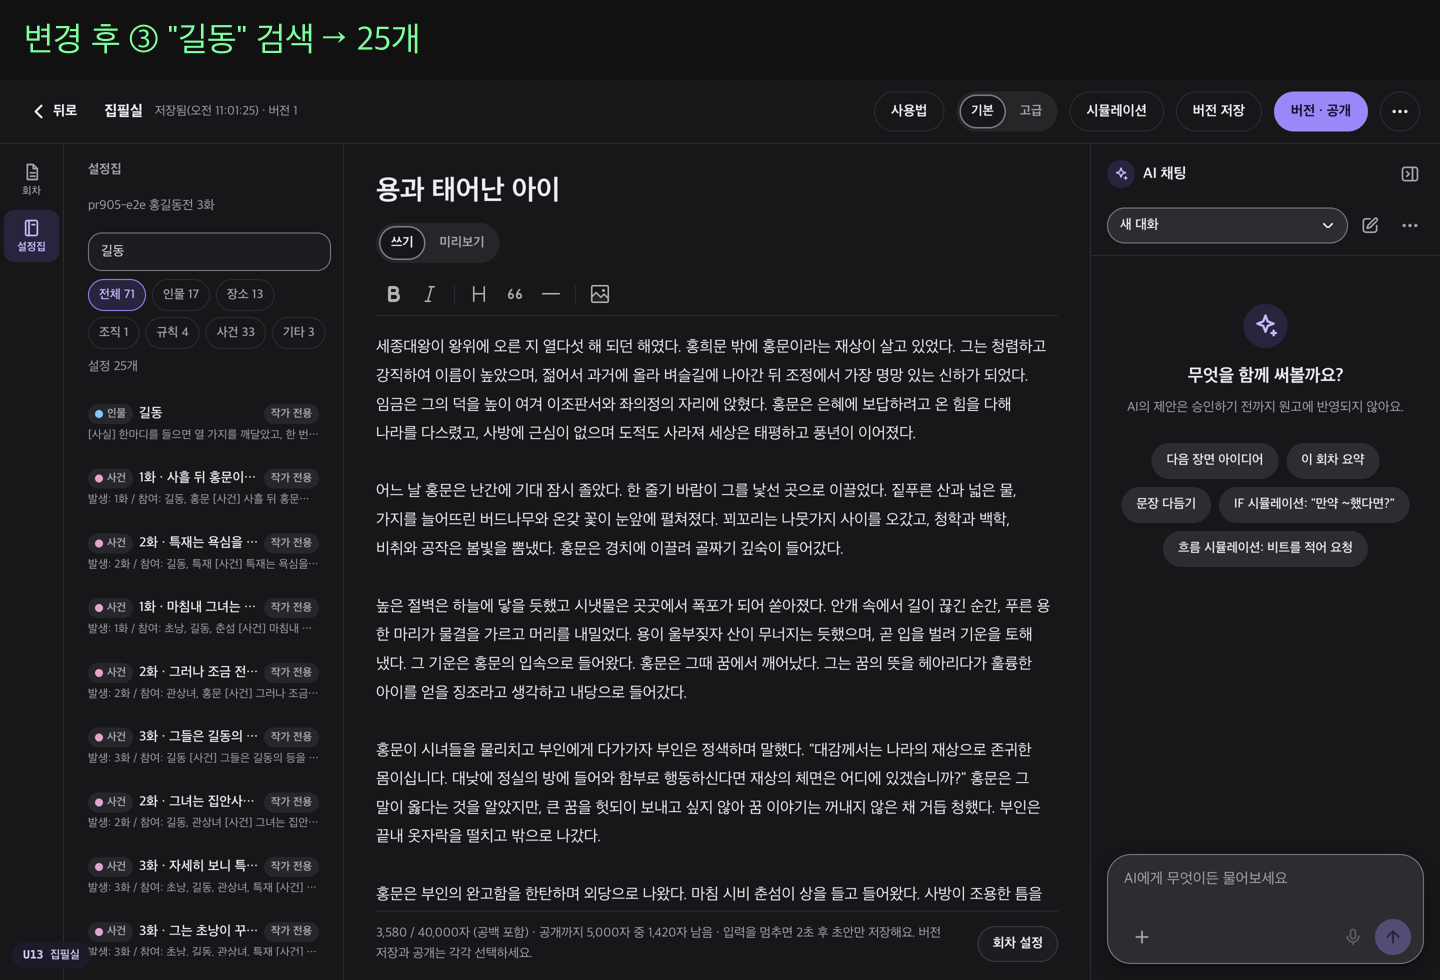 변경 후 ③ "길동" 검색 → 25개
뒤로
집필실
저장됨(오전 11:01:25) · 버전 1
사용법
기본
고급
시뮬레이션
버전 저장
버전 · 공개
회차
설정집
설정집
pr905-e2e 홍길동전 3화
길동
전체 71
인물 17
장소 13
조직 1
규칙 4
사건 33
기타 3
설정 25개
인물 길동 작가 전용
[사실] 한마디를 들으면 열 가지를 깨달았고, 한 번…
사건 1화 · 사흘 뒤 홍문이… 작가 전용
발생: 1화 / 참여: 길동, 홍문 [사건] 사흘 뒤 홍문…
사건 2화 · 특재는 욕심을 … 작가 전용
발생: 2화 / 참여: 길동, 특재 [사건] 특재는 욕심을…
사건 1화 · 마침내 그녀는 … 작가 전용
발생: 1화 / 참여: 초낭, 길동, 춘섬 [사건] 마침내 …
사건 2화 · 그러나 조금 전… 작가 전용
발생: 2화 / 참여: 관상녀, 홍문 [사건] 그러나 조금…
사건 3화 · 그들은 길동의 … 작가 전용
발생: 3화 / 참여: 길동 [사건] 그들은 길동의 등을 …
사건 2화 · 그녀는 집안사… 작가 전용
발생: 2화 / 참여: 길동, 관상녀 [사건] 그녀는 집안…
사건 3화 · 자세히 보니 특… 작가 전용
발생: 3화 / 참여: 초낭, 길동, 관상녀, 특재 [사건] …
사건 3화 · 그는 초낭이 꾸… 작가 전용
발생: 3화 / 참여: 초낭, 길동, 관상녀, 특재 [사건] …
U13 집필실
용과 태어난 아이
쓰기
미리보기
B I H 66 —
세종대왕이 왕위에 오른 지 열다섯 해 되던 해였다. 홍희문 밖에 홍문이라는 재상이 살고 있었다. 그는 청렴하고
강직하여 이름이 높았으며, 젊어서 과거에 올라 벼슬길에 나아간 뒤 조정에서 가장 명망 있는 신하가 되었다.
임금은 그의 덕을 높이 여겨 이조판서와 좌의정의 자리에 앉혔다. 홍문은 은혜에 보답하려고 온 힘을 다해
나라를 다스렸고, 사방에 근심이 없으며 도적도 사라져 세상은 태평하고 풍년이 이어졌다.
어느 날 홍문은 난간에 기대 잠시 졸았다. 한 줄기 바람이 그를 낯선 곳으로 이끌었다. 짙푸른 산과 넓은 물,
가지를 늘어뜨린 버드나무와 온갖 꽃이 눈앞에 펼쳐졌다. 꾀꼬리는 나뭇가지 사이를 오갔고, 청학과 백학,
비취와 공작은 봄빛을 뽐냈다. 홍문은 경치에 이끌려 골짜기 깊숙이 들어갔다.
높은 절벽은 하늘에 닿을 듯했고 시냇물은 곳곳에서 폭포가 되어 쏟아졌다. 안개 속에서 길이 끊긴 순간, 푸른 용
한 마리가 물결을 가르고 머리를 내밀었다. 용이 울부짖자 산이 무너지는 듯했으며, 곧 입을 벌려 기운을 토해
냈다. 그 기운은 홍문의 입속으로 들어왔다. 홍문은 그때 꿈에서 깨어났다. 그는 꿈의 뜻을 헤아리다가 훌륭한
아이를 얻을 징조라고 생각하고 내당으로 들어갔다.
홍문이 시녀들을 물리치고 부인에게 다가가자 부인은 정색하며 말했다. "대감께서는 나라의 재상으로 존귀한
몸이십니다. 대낮에 정실의 방에 들어와 함부로 행동하신다면 재상의 체면은 어디에 있겠습니까?" 홍문은 그
말이 옳다는 것을 알았지만, 큰 꿈을 헛되이 보내고 싶지 않아 꿈 이야기는 꺼내지 않은 채 거듭 청했다. 부인은
끝내 옷자락을 떨치고 밖으로 나갔다.
홍문은 부인의 완고함을 한탄하며 외당으로 나왔다. 마침 시비 춘섬이 상을 들고 들어왔다. 사방이 조용한 틈을
3,580 / 40,000자 (공백 포함) · 공개까지 5,000자 중 1,420자 남음 · 입력을 멈추면 2초 후 초안만 저장해요. 버전
저장과 공개는 각각 선택하세요.
회차 설정
AI 채팅
새 대화
무엇을 함께 써볼까요?
AI의 제안은 승인하기 전까지 원고에 반영되지 않아요.
다음 장면 아이디어
이 회차 요약
문장 다듬기
IF 시뮬레이션: "만약 ~했다면?"
흐름 시뮬레이션: 비트를 적어 요청
AI에게 무엇이든 물어보세요